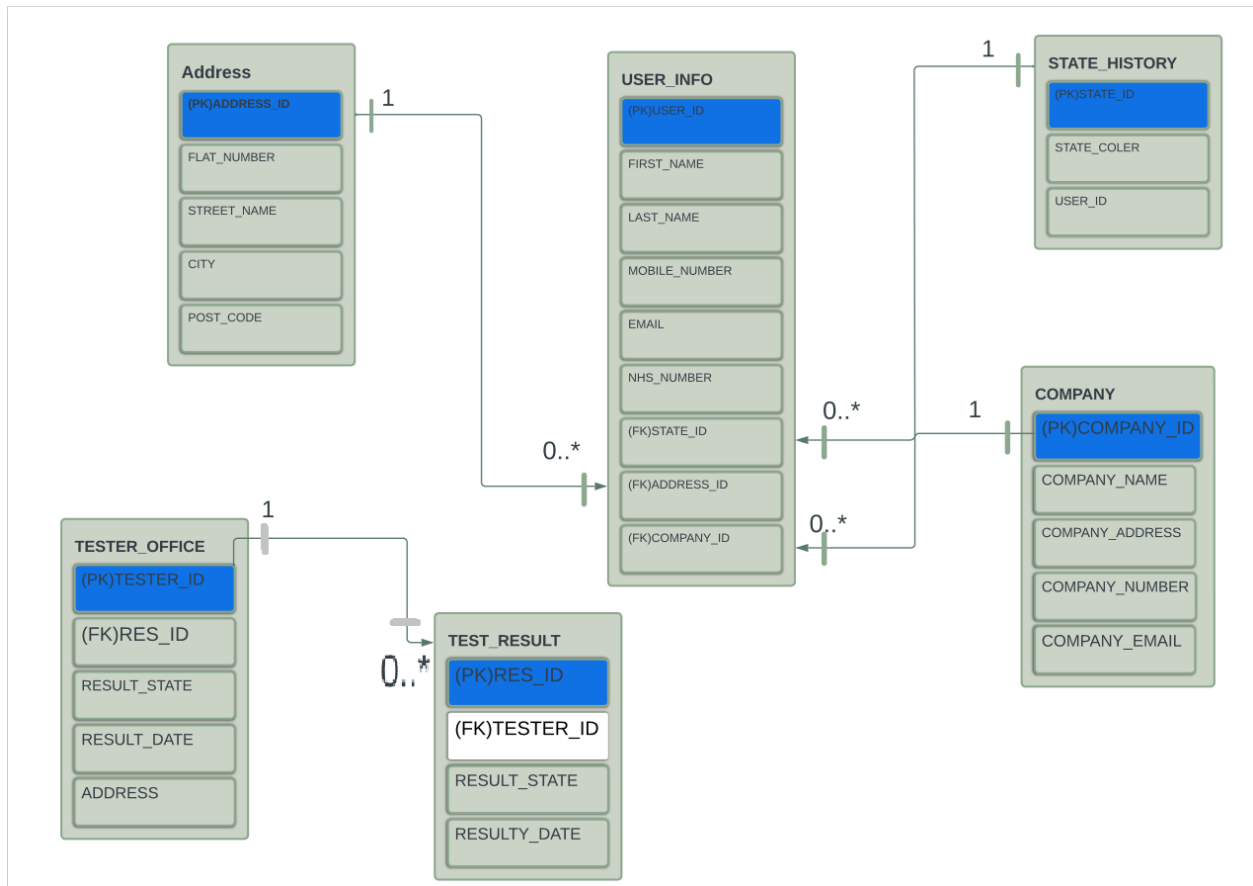 Address
(PK)ADDRESS_ID
FLAT_NUMBER
STREET_NAME
CITY
POST_CODE
1
0..*
USER_INFO
(PK)USER_ID
FIRST_NAME
LAST_NAME
MOBILE_NUMBER
EMAIL
NHS_NUMBER
(FK)STATE_ID
(FK)ADDRESS_ID
(FK)COMPANY_ID
0..*
0..*
1
STATE_HISTORY
(PK)STATE_ID
STATE_COLER
USER_ID
1
COMPANY
(PK)COMPANY_ID
COMPANY_NAME
COMPANY_ADDRESS
COMPANY_NUMBER
COMPANY_EMAIL
TESTER_OFFICE
(PK)TESTER_ID
(FK)RES_ID
RESULT_STATE
RESULT_DATE
ADDRESS
1
0..*
TEST_RESULT
(PK)RES_ID
(FK)TESTER_ID
RESULT_STATE
RESULTY_DATE